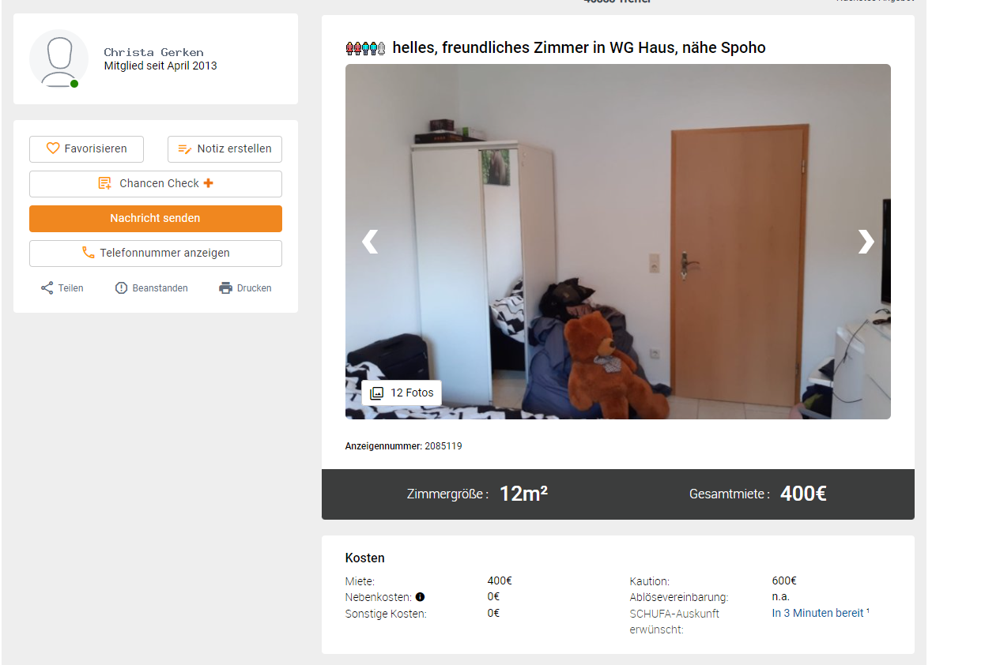 Christa Gerken
Mitglied seit April 2013
Favorisieren
Notiz erstellen
Chancen Check
Nachricht senden
Telefonnummer anzeigen
Teilen
Beanstanden
Drucken
helles, freundliches Zimmer in WG Haus, nähe Spoho
12 Fotos
Anzeigennummer: 2085119
Zimmergröße : 12m²
Gesamtmiete : 400€
Kosten
Miete: 400€
Nebenkosten: 0€
Sonstige Kosten: 0€
Kaution: 600€
Ablösevereinbarung: n.a.
SCHUFA-Auskunft In 3 Minuten bereit ¹
erwünscht: